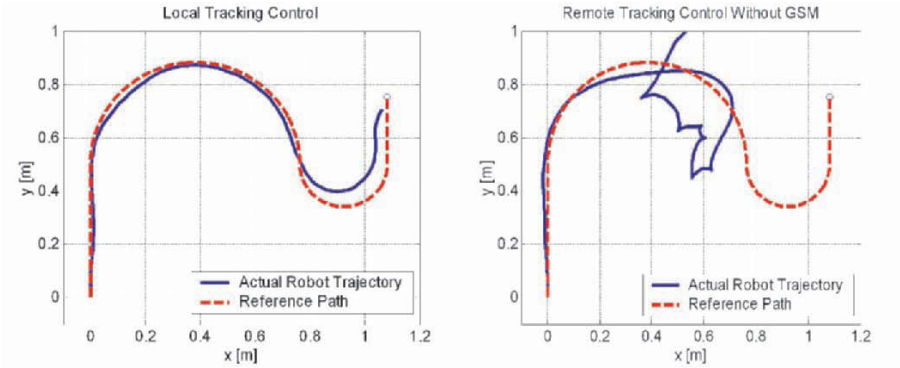 Local Tracking Control
1
0.8
0.6
0.4
0.2
0
y [m]
0
0.2
0.4
0.6
0.8
1
1.2
x [m]
Actual Robot Trajectory
Reference Path
Remote Tracking Control Without GSM
1
0.8
0.6
0.4
0.2
0
y [m]
0
0.2
0.4
0.6
0.8
1
1.2
x [m]
Actual Robot Trajectory
Reference Path